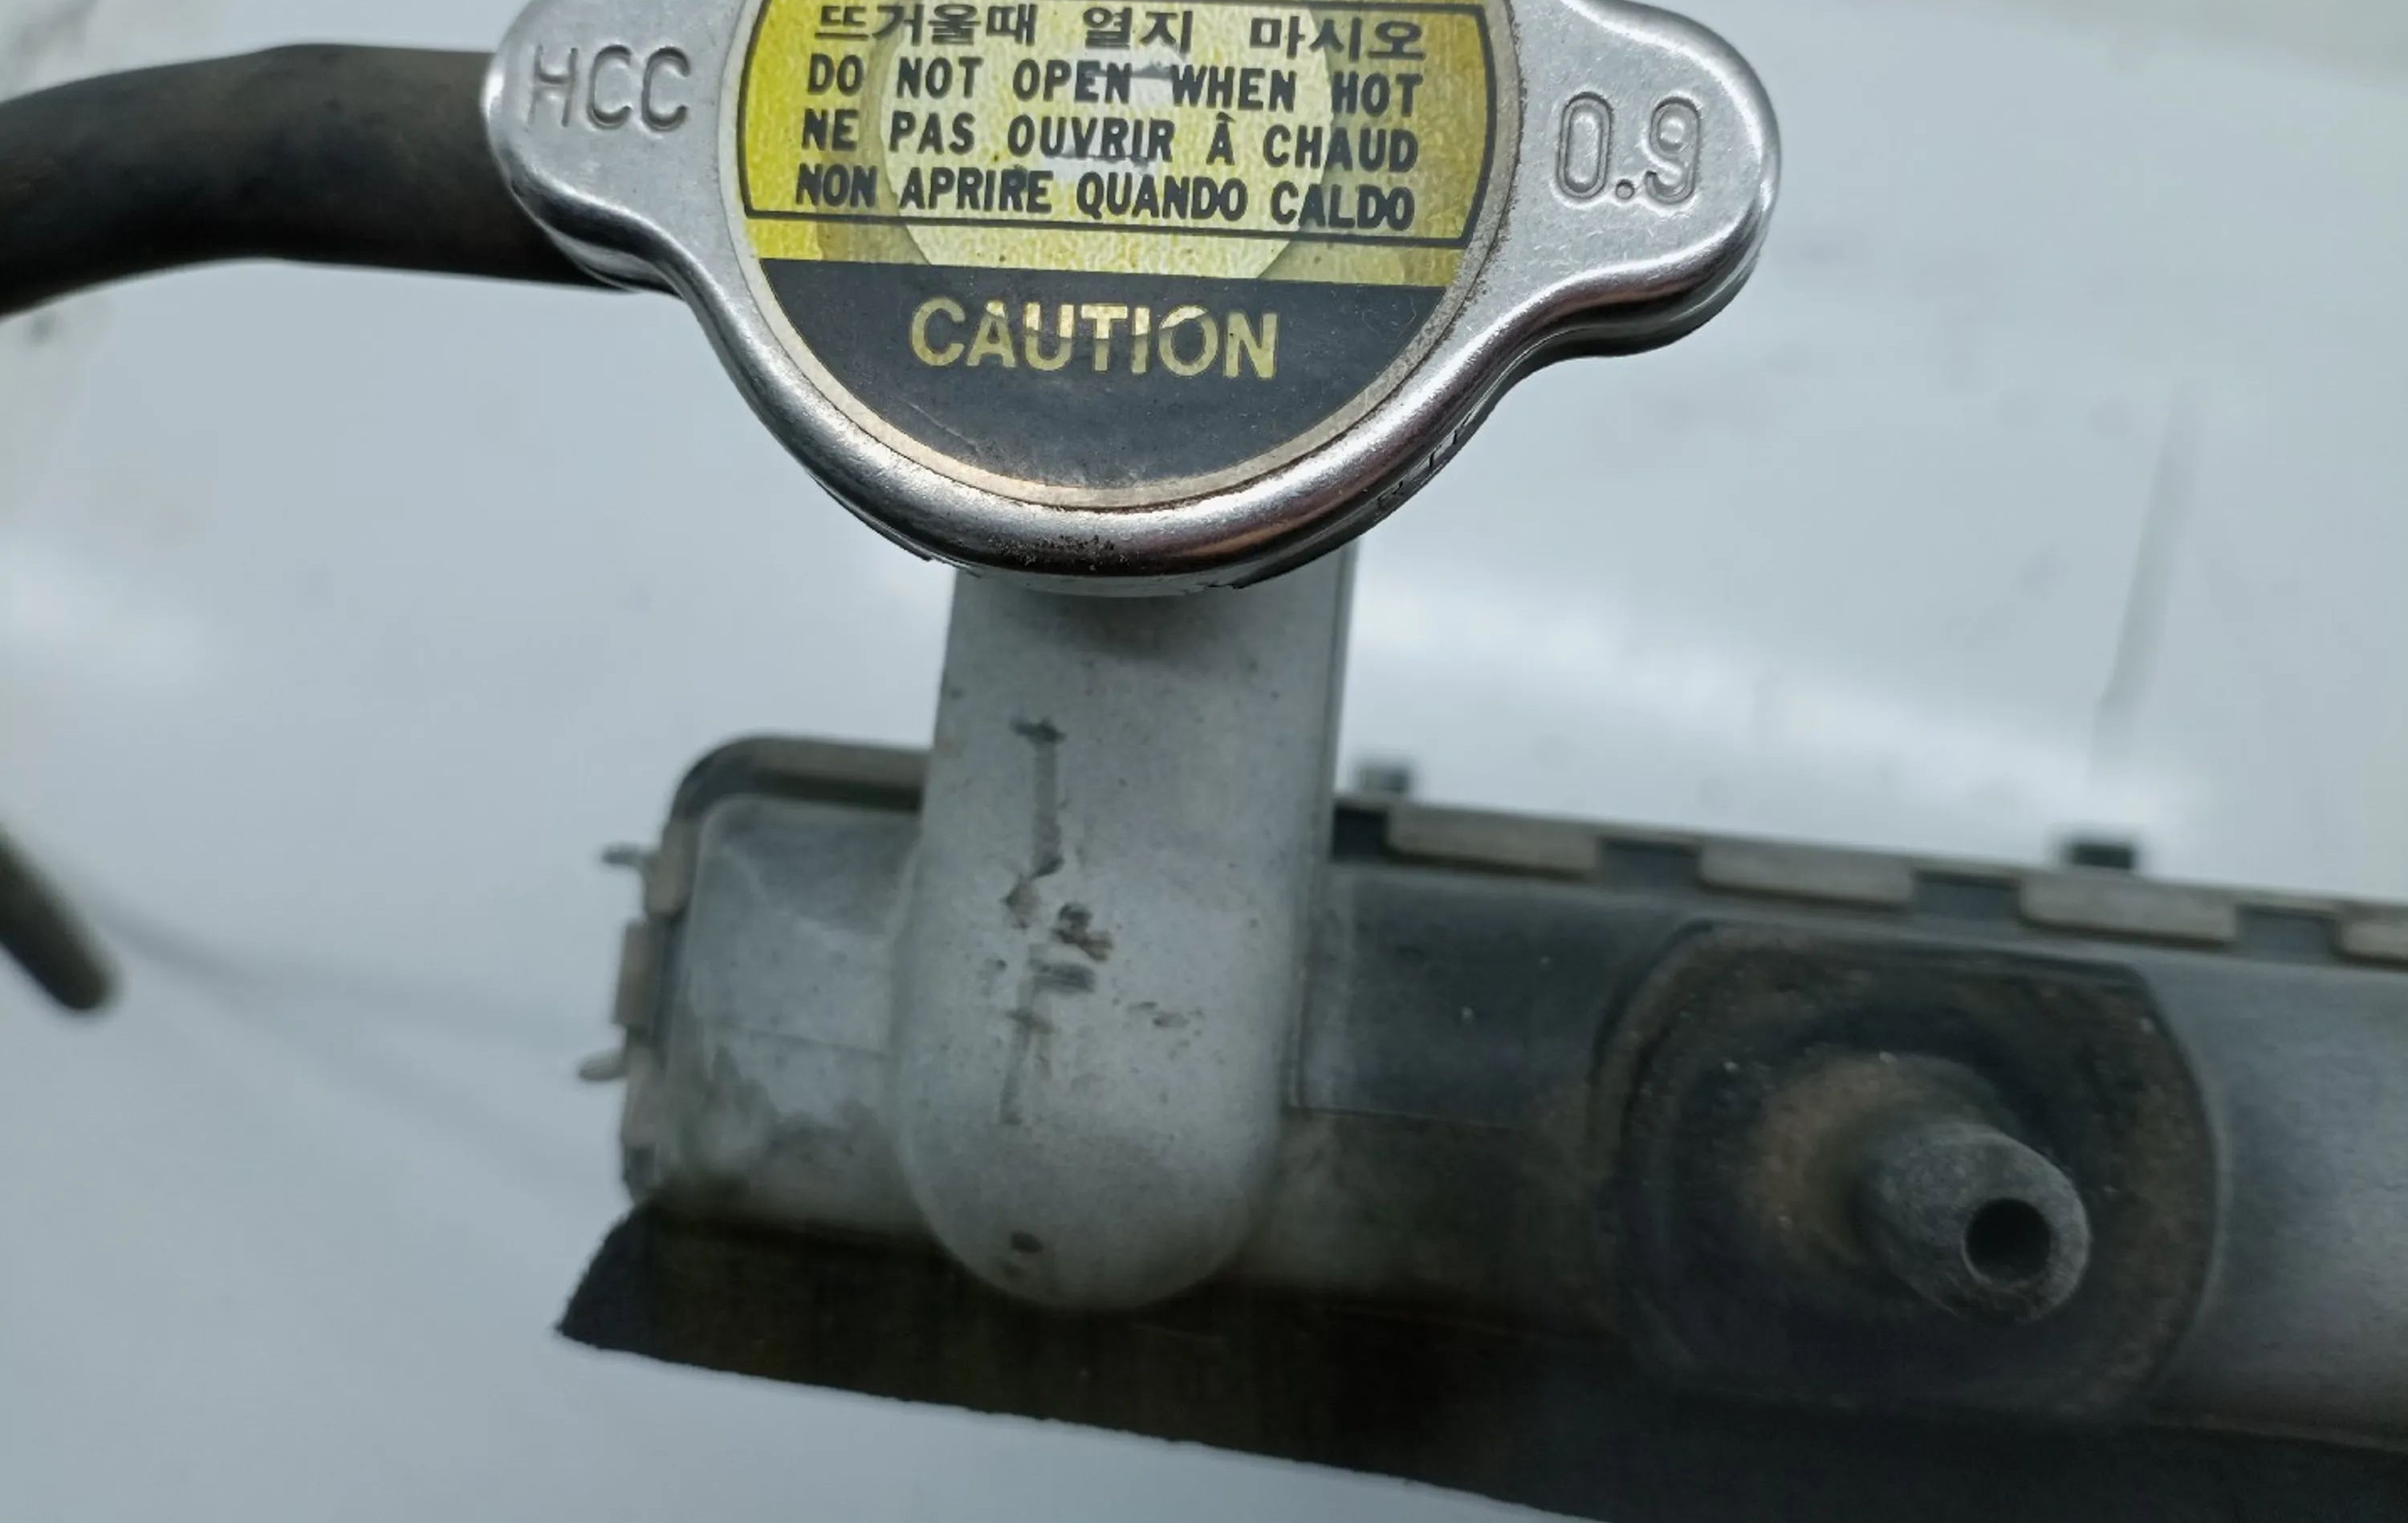 뜨거울때 열지 마시오
DO NOT OPEN WHEN HOT
NE PAS OUVRIR À CHAUD
NON APRIRE QUANDO CALDO
CAUTION
HCC
0.9